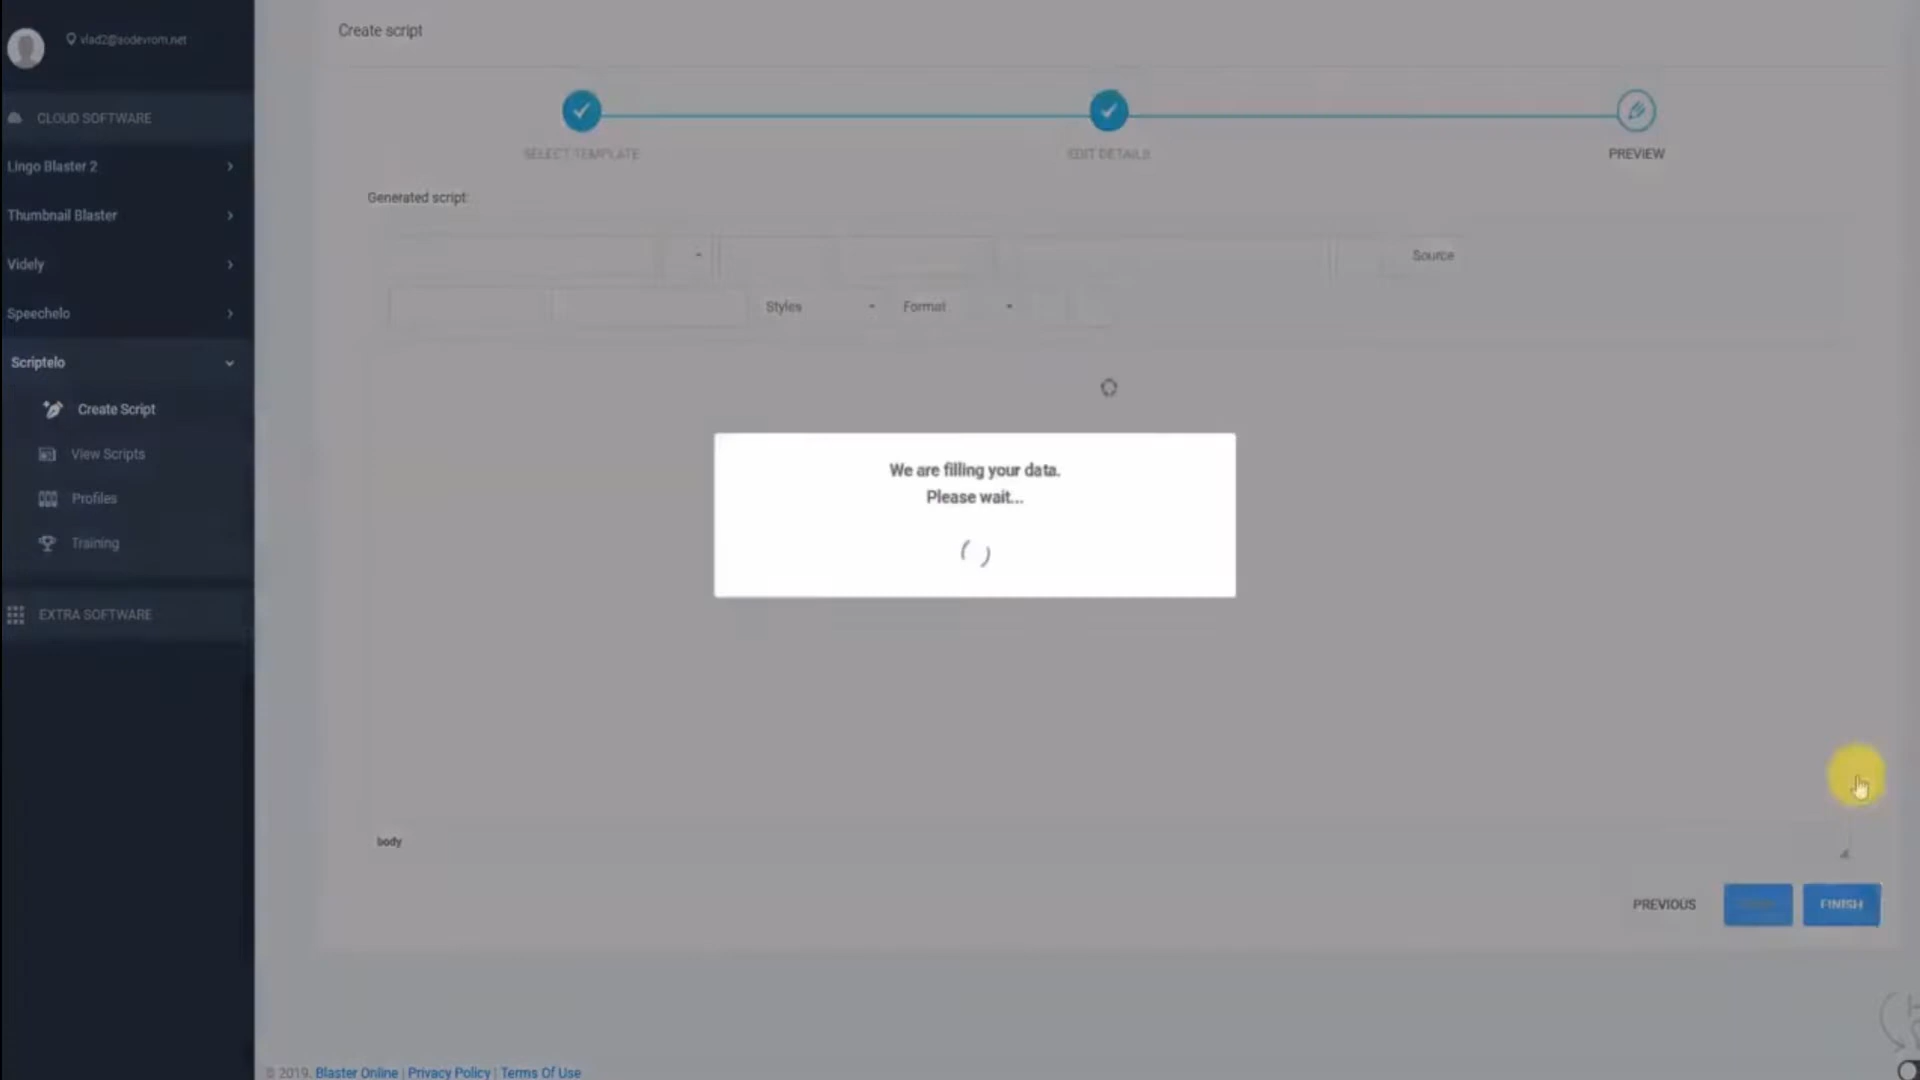 vlad2@aodevrom.net
CLOUD SOFTWARE
Lingo Blaster 2
Thumbnail Blaster
Videly
Speechelo
Scriptelo
Create Script
View Scripts
Profiles
Training
EXTRA SOFTWARE
Create script
SELECT TEMPLATE
EDIT DETAILS
PREVIEW
Generated script:
Source
Styles
Format
We are filling your data.
Please wait...
body
PREVIOUS
FINISH
© 2019. Blaster Online | Privacy Policy | Terms Of Use